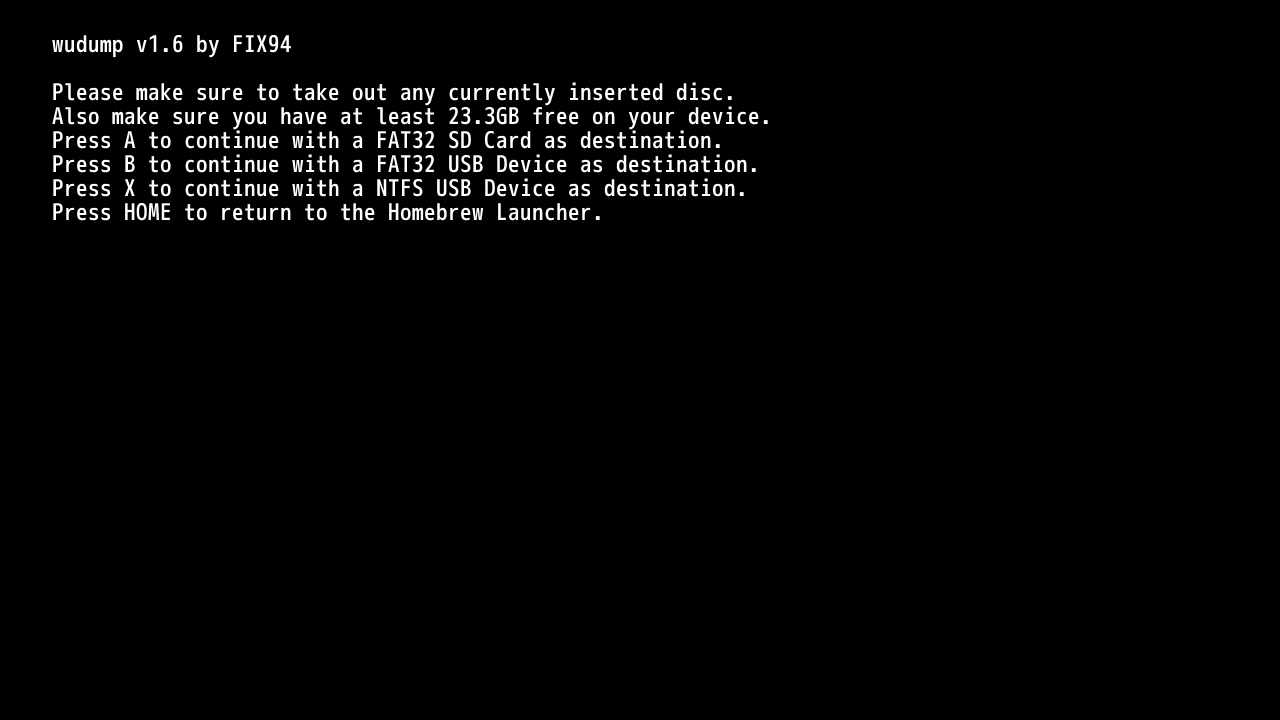 wudump v1.6 by FIX94
Please make sure to take out any currently inserted disc.
Also make sure you have at least 23.3GB free on your device.
Press A to continue with a FAT32 SD Card as destination.
Press B to continue with a FAT32 USB Device as destination.
Press X to continue with a NTFS USB Device as destination.
Press HOME to return to the Homebrew Launcher.